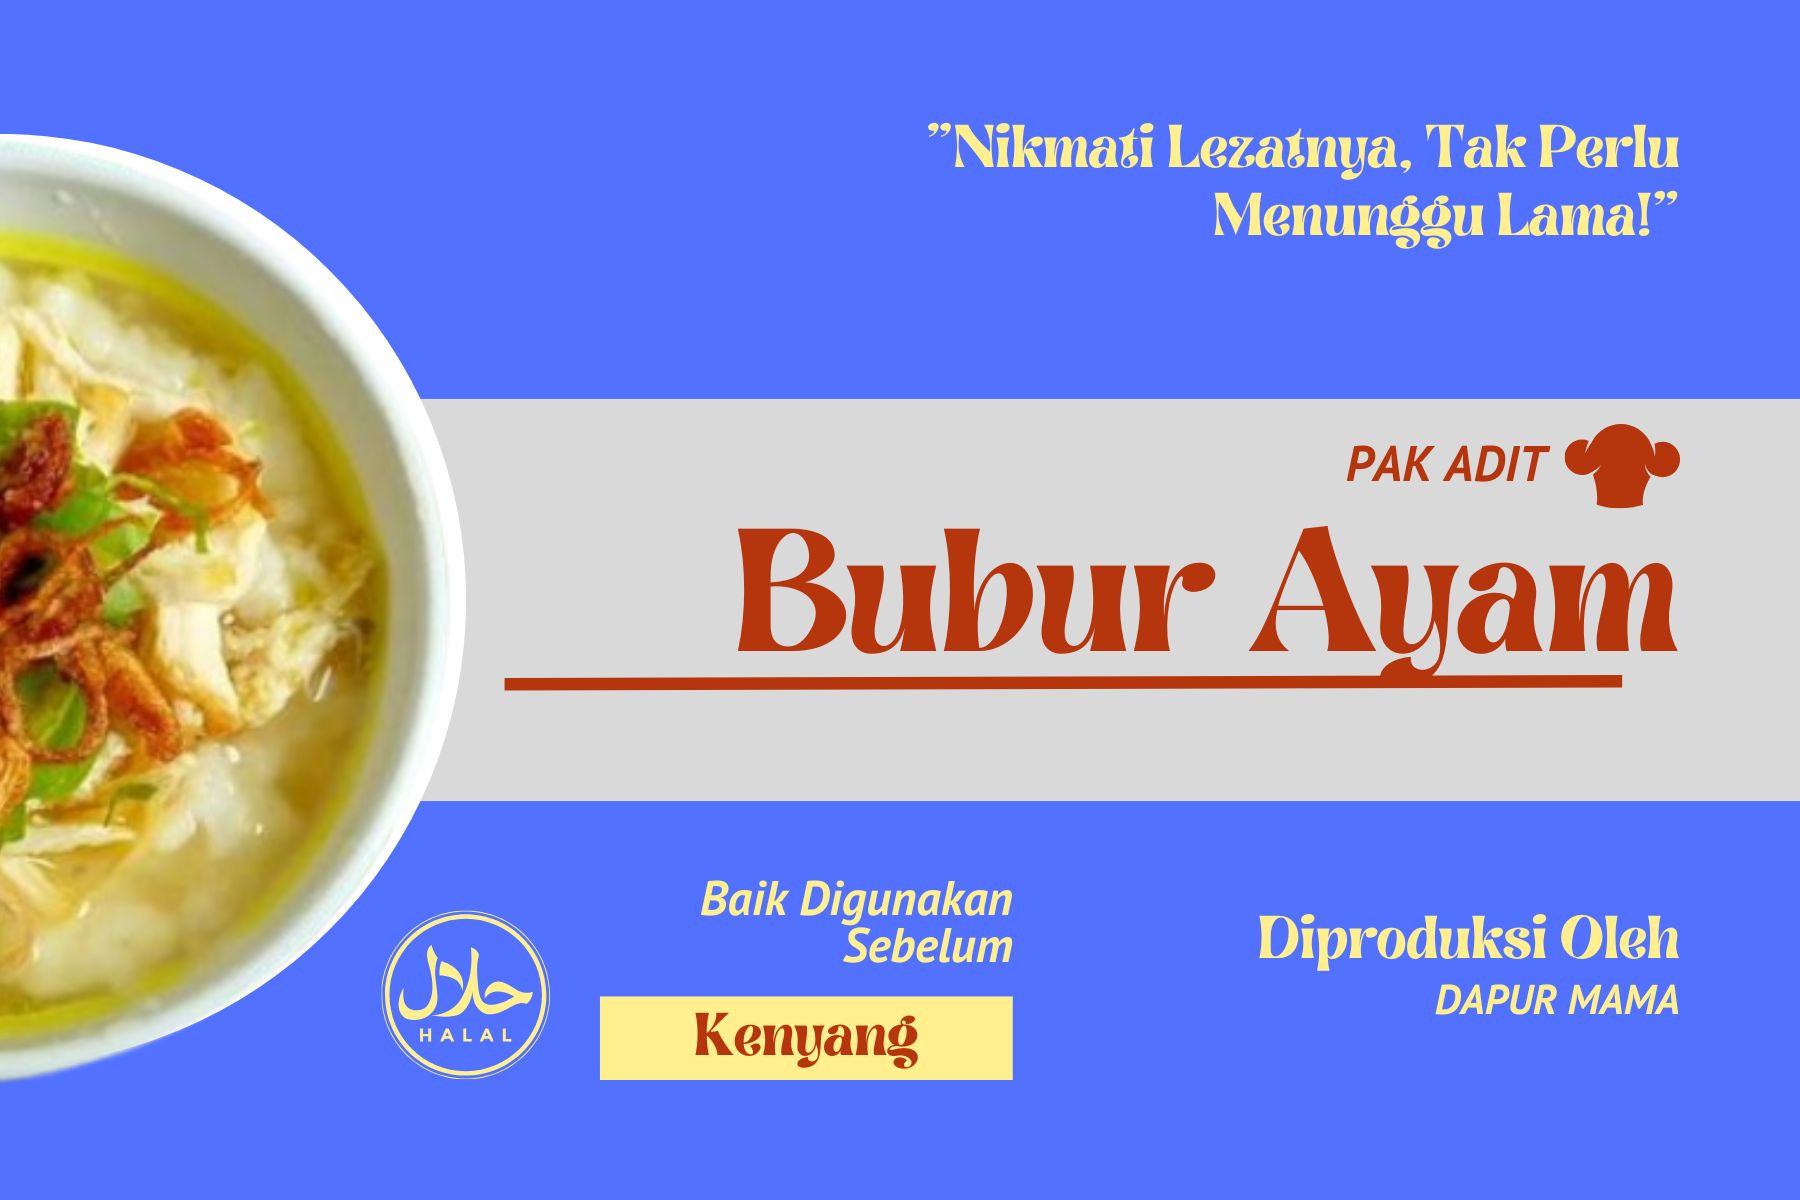 ”Nikmati Lezatnya, Tak Perlu
Menunggu Lama!”
PAK ADIT
Bubur Ayam
Baik Digunakan
Sebelum
Kenyang
حلال
HALAL
Diproduksi Oleh
DAPUR MAMA